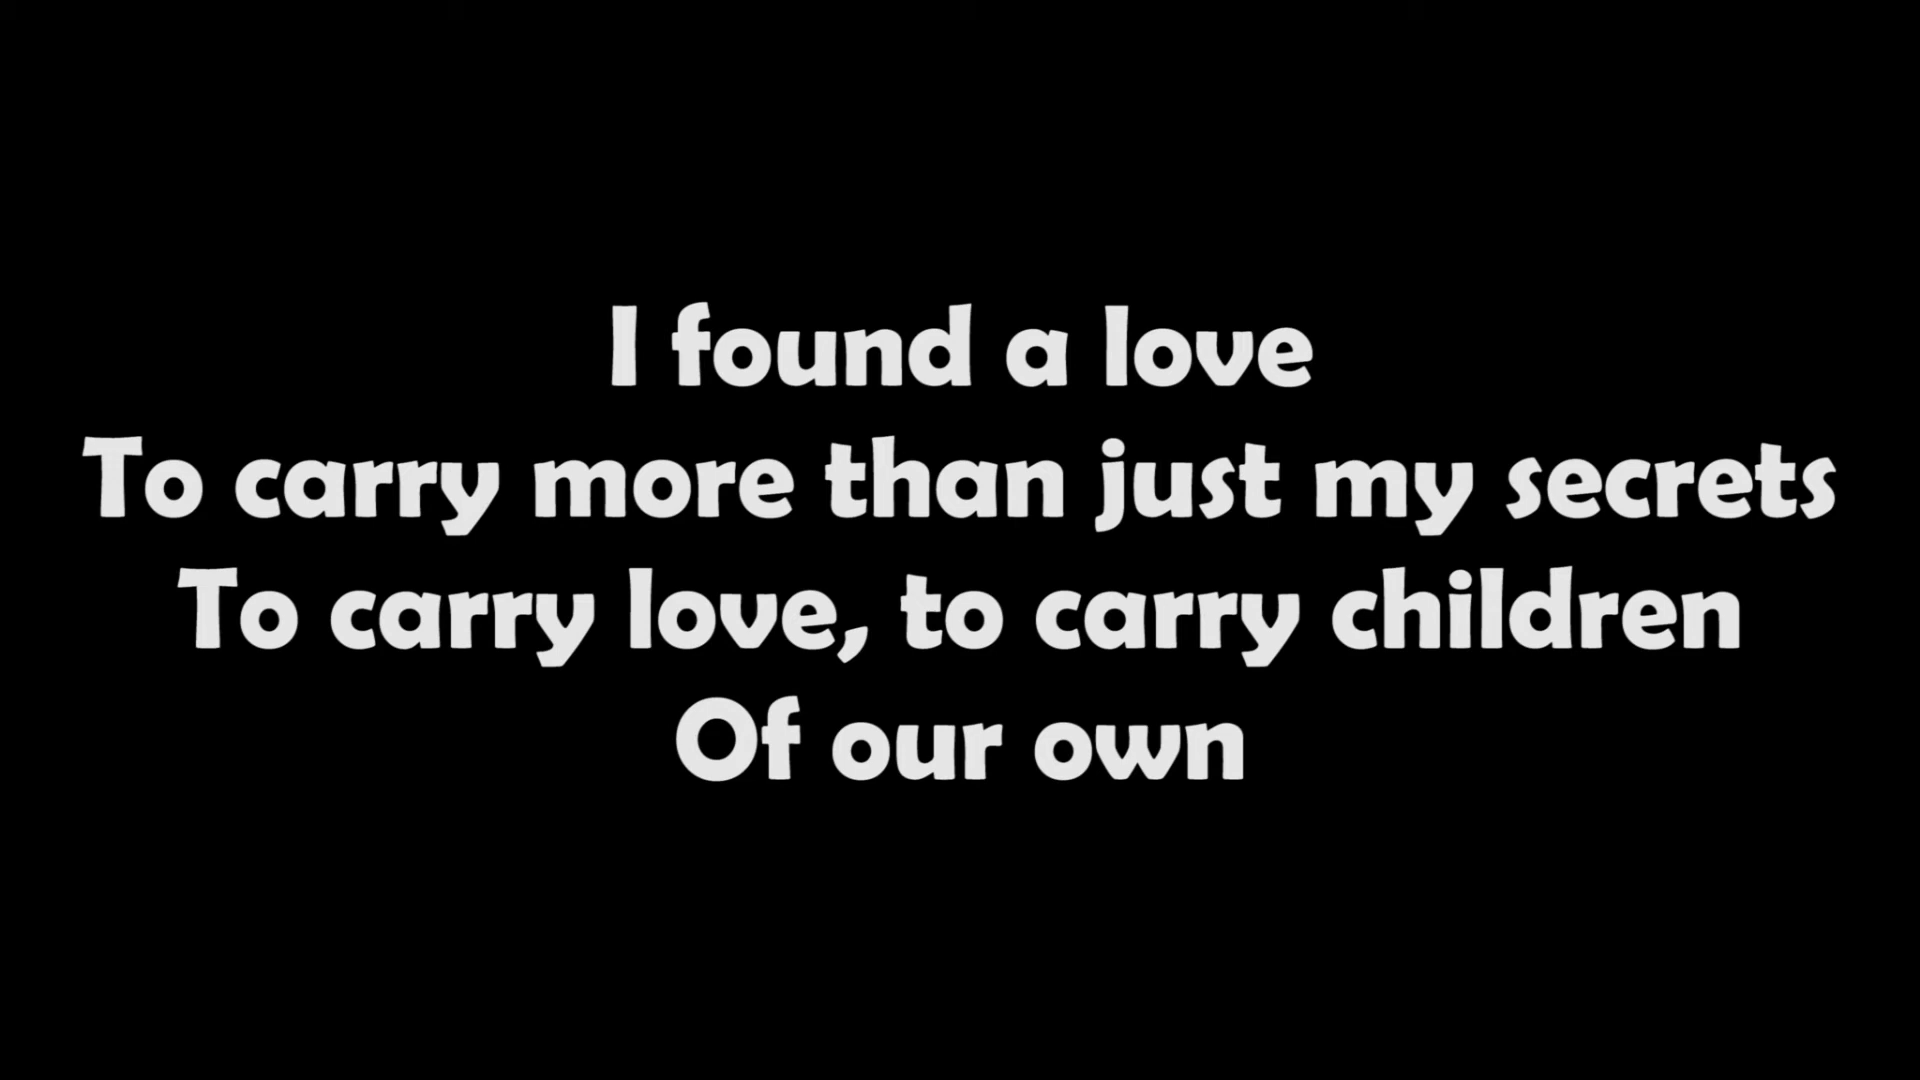 I found a love
To carry more than just my secrets
To carry love, to carry children
Of our own